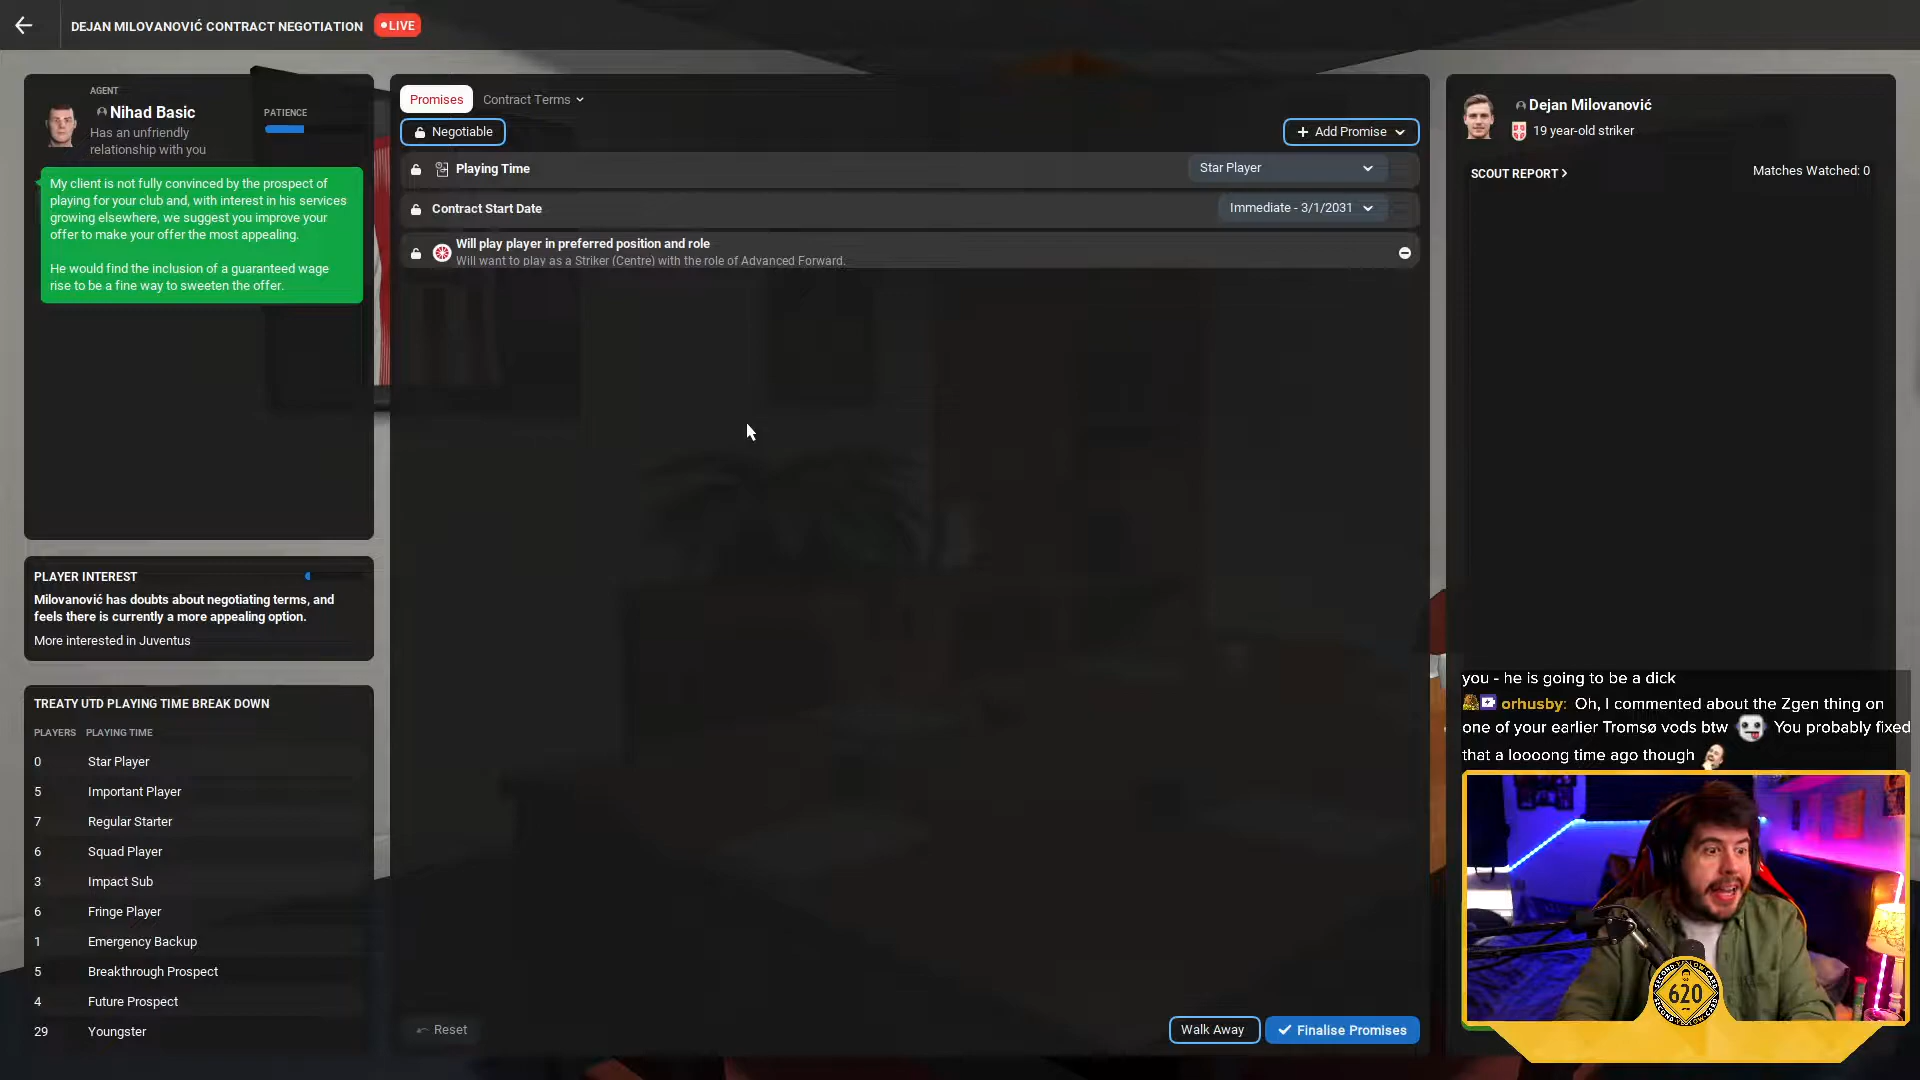 DEJAN MILOVANOVIĆ CONTRACT NEGOTIATION
LIVE
AGENT
Nihad Basic
Has an unfriendly
relationship with you
PATIENCE
My client is not fully convinced by the prospect of
playing for your club and, with interest in his services
growing elsewhere, we suggest you improve your
offer to make your offer the most appealing.
He would find the inclusion of a guaranteed wage
rise to be a fine way to sweeten the offer.
PLAYER INTEREST
Milovanović has doubts about negotiating terms, and
feels there is currently a more appealing option.
More interested in Juventus
TREATY UTD PLAYING TIME BREAK DOWN
PLAYERS PLAYING TIME
0 Star Player
5 Important Player
7 Regular Starter
6 Squad Player
3 Impact Sub
6 Fringe Player
1 Emergency Backup
5 Breakthrough Prospect
4 Future Prospect
29 Youngster
Promises
Contract Terms
Negotiable
Add Promise
Playing Time
Star Player
Contract Start Date
Immediate - 3/1/2031
Will play player in preferred position and role
Will want to play as a Striker (Centre) with the role of Advanced Forward.
Reset
Walk Away
Finalise Promises
Dejan Milovanović
19 year-old striker
SCOUT REPORT
Matches Watched: 0
you - he is going to be a dick
orhusby: Oh, I commented about the Zgen thing on
one of your earlier Tromsø vods btw You probably fixed
that a loooong time ago though
SECOND YELLOW CARD
620